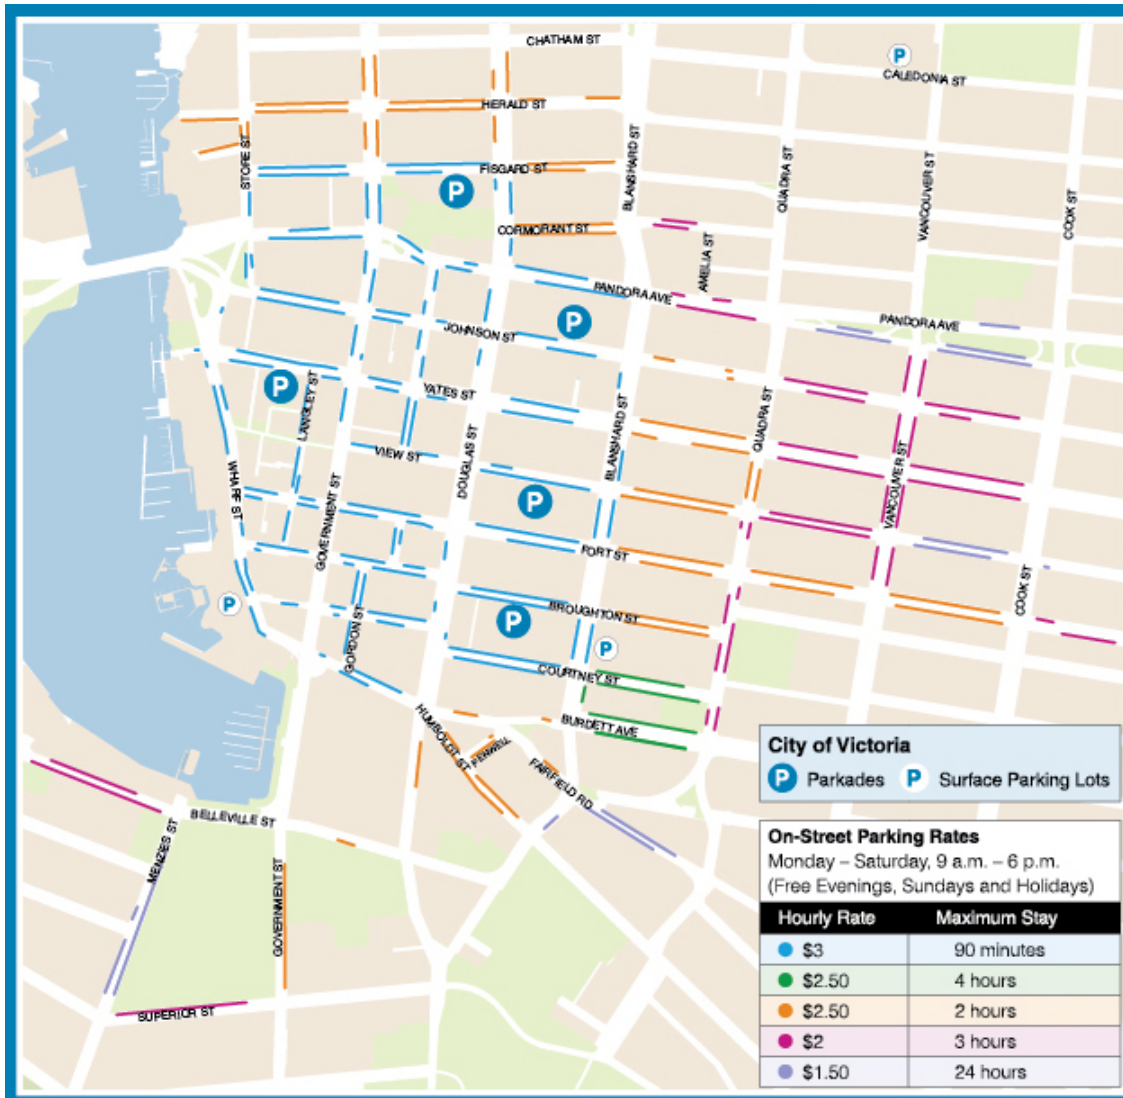 CHATHAM ST
P
CALEDONIA ST
HERALD ST
STORE ST
FISGARD ST
BLANSHARD ST
QUADRA ST
VANCOUVER ST
COOK ST
P
CORMORANT ST
AMELIA ST
PANDORA AVE
PANDORA AVE
P
JOHNSON ST
P
LANGLEY ST
YATES ST
BLANSHARD ST
QUADRA ST
VIEW ST
DOUGLAS ST
VANCOUVER ST
WHARF ST
GOVERNMENT ST
P
FORT ST
COOK ST
P
GORDON ST
BROUGHTON ST
P
P
COURTNEY ST
HUMBOLDT ST
PENWELL
BURDETT AVE
FAIRFIELD RD
BELLEVILLE ST
MENZIES ST
GOVERNMENT ST
SUPERIOR ST
City of Victoria
P Parkades P Surface Parking Lots
On-Street Parking Rates
Monday – Saturday, 9 a.m. – 6 p.m.
(Free Evenings, Sundays and Holidays)
Hourly Rate Maximum Stay
$3 90 minutes
$2.50 4 hours
$2.50 2 hours
$2 3 hours
$1.50 24 hours